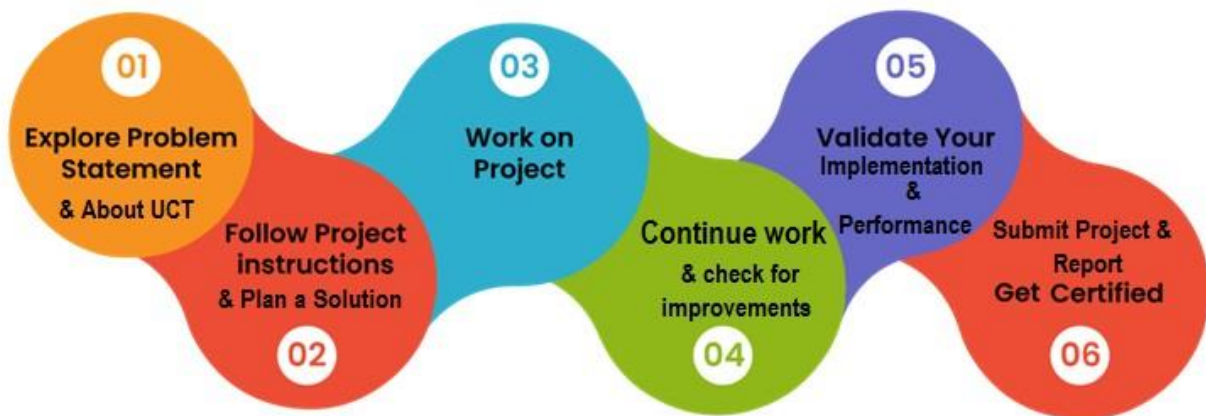 01
Explore Problem
Statement
& About UCT
Follow Project
instructions
& Plan a Solution
02
03
Work on
Project
Continue work
& check for
improvements
04
05
Validate Your
Implementation
&
Performance
Submit Project &
Report
Get Certified
06